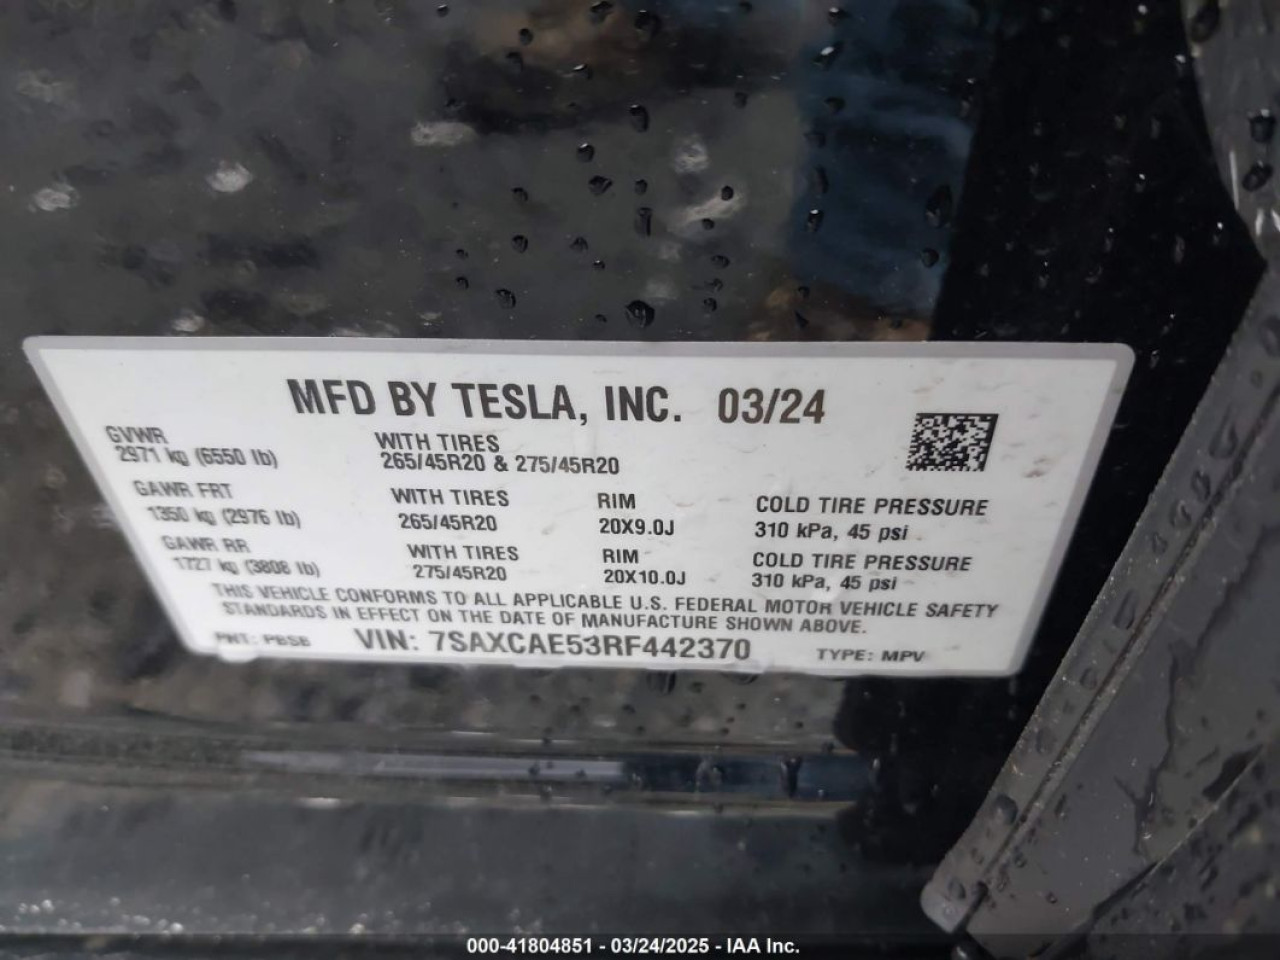 MFD BY TESLA, INC. 03/24
GVWR
2971 kg (6550 lb)
WITH TIRES
265/45R20 & 275/45R20
GAWR FRT
1350 kg (2976 lb)
WITH TIRES
265/45R20
RIM
20X9.0J
COLD TIRE PRESSURE
310 kPa, 45 psi
GAWR RR
1727 kg (3808 lb)
WITH TIRES
275/45R20
RIM
20X10.0J
COLD TIRE PRESSURE
310 kPa, 45 psi
THIS VEHICLE CONFORMS TO ALL APPLICABLE U.S. FEDERAL MOTOR VEHICLE SAFETY
STANDARDS IN EFFECT ON THE DATE OF MANUFACTURE SHOWN ABOVE.
PNT: PBSB VIN: 7SAXCAE53RF442370 TYPE: MPV
000-41804851 - 03/24/2025 - IAA Inc.